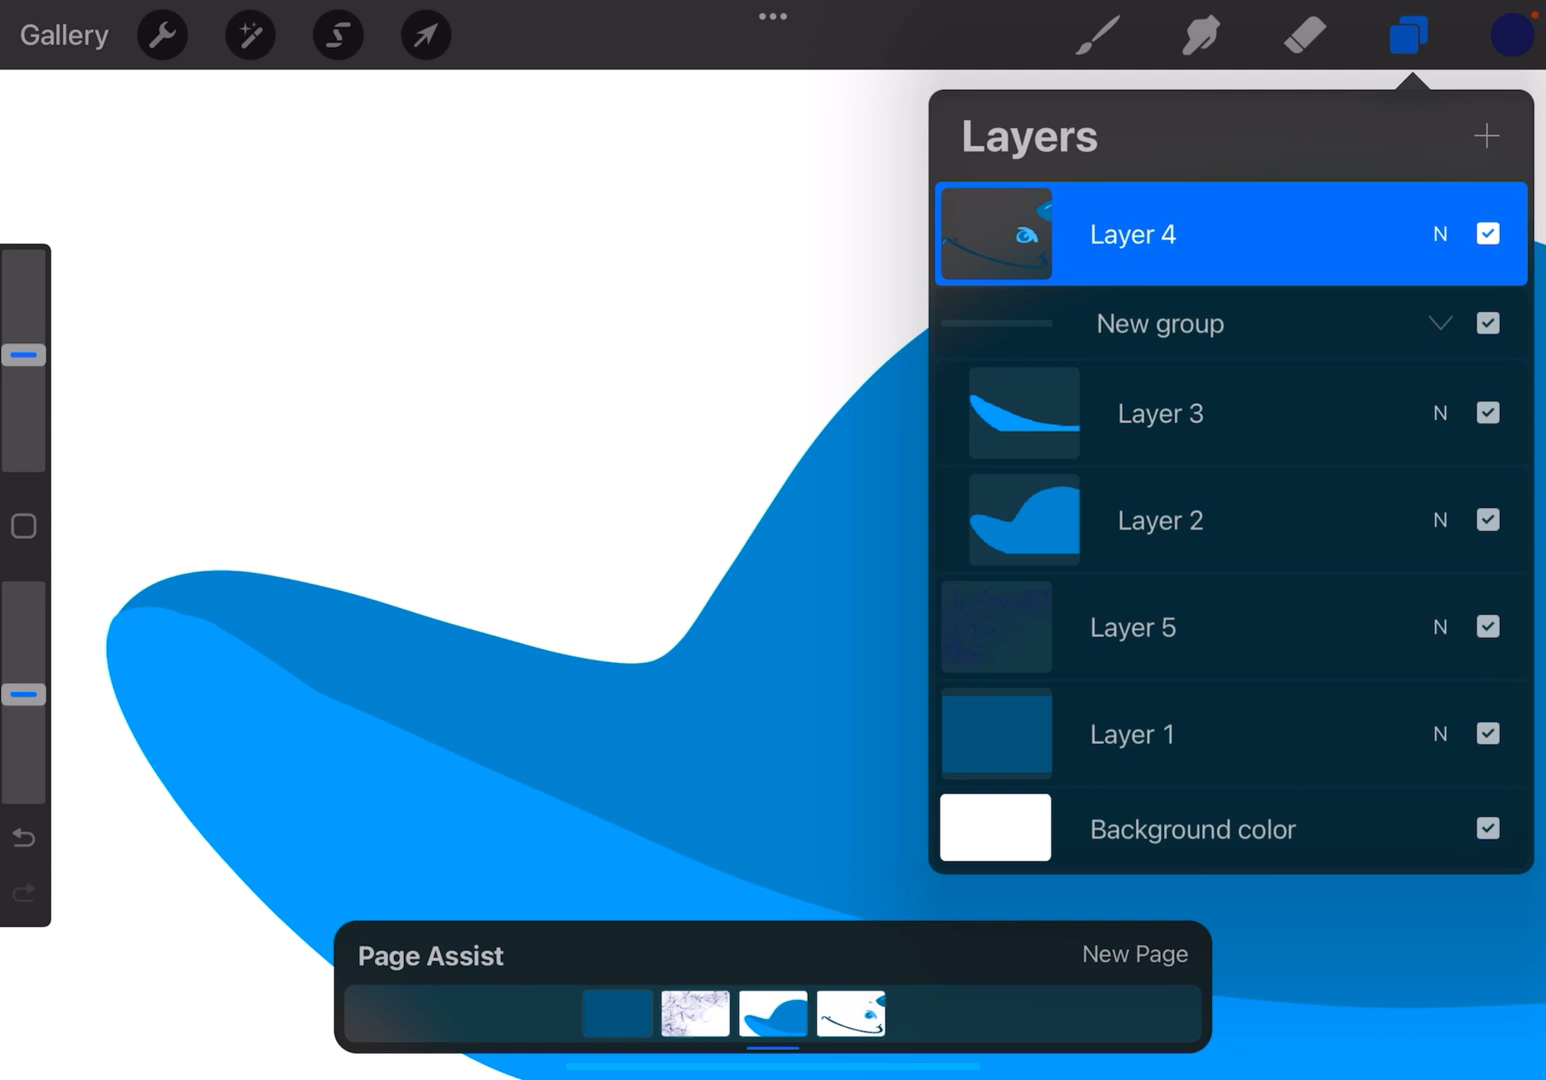 Gallery
Layers
Layer 4 N
New group
Layer 3 N
Layer 2 N
Layer 5 N
Layer 1 N
Background color
Page Assist New Page